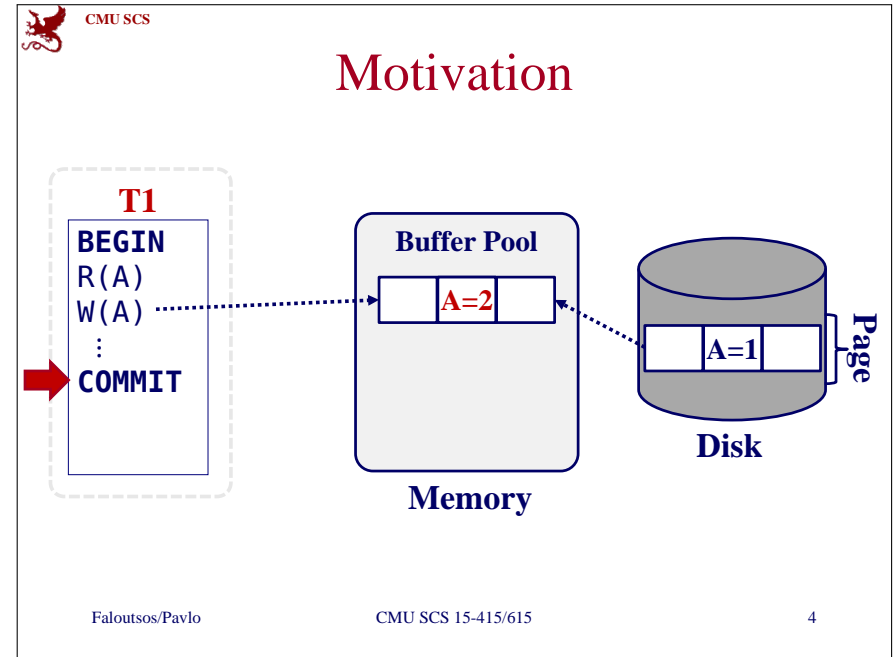 CMU SCS
Motivation
T1
BEGIN
R(A)
W(A)
⋮
COMMIT
Buffer Pool
A=2
Memory
A=1
Page
Disk
Faloutsos/Pavlo
CMU SCS 15-415/615
4